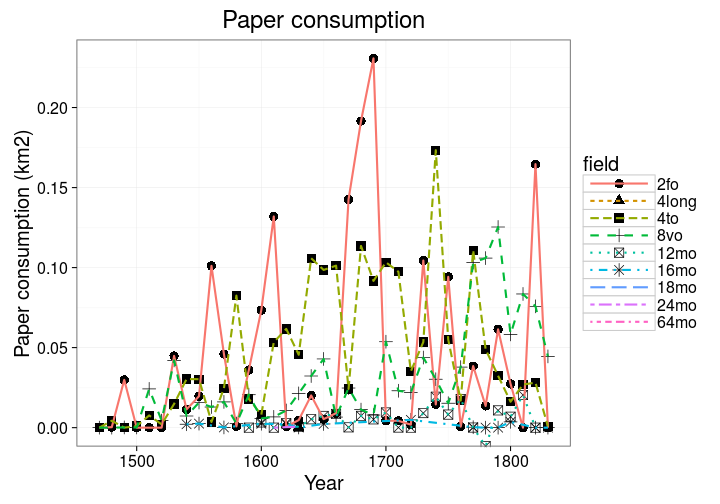 Paper consumption
Paper consumption (km2)
0.20
0.15
0.10
0.05
0.00
1500 1600 1700 1800
Year
field
2fo
4long
4to
8vo
12mo
16mo
18mo
24mo
64mo